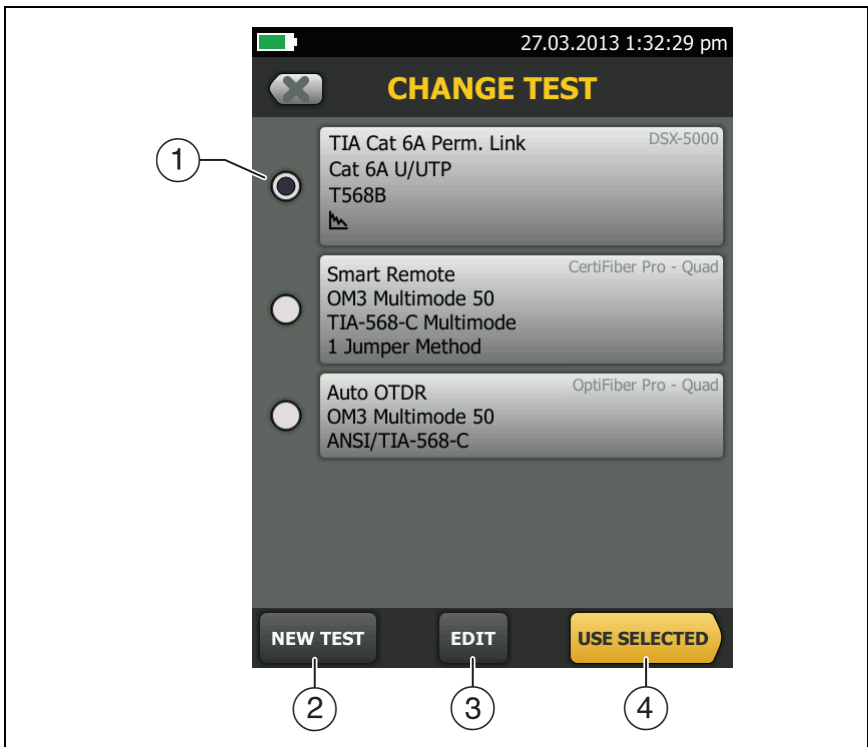 27.03.2013 1:32:29 pm
CHANGE TEST
1
TIA Cat 6A Perm. Link
DSX-5000
Cat 6A U/UTP
T568B
Smart Remote
CertiFiber Pro - Quad
OM3 Multimode 50
TIA-568-C Multimode
1 Jumper Method
Auto OTDR
OptiFiber Pro - Quad
OM3 Multimode 50
ANSI/TIA-568-C
NEW TEST
EDIT
USE SELECTED
2
3
4